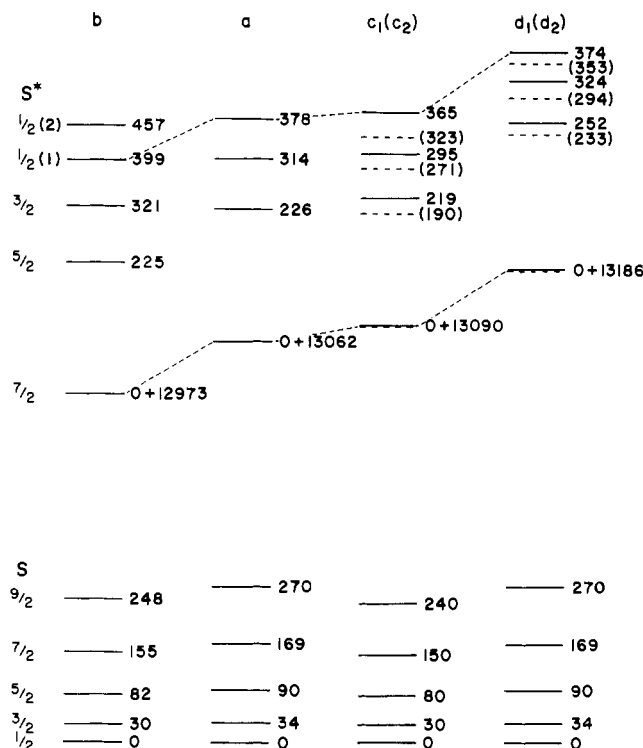 b a c₁(c₂) d₁(d₂)
374
(353)
324
S*
(294)
365
1/2 (2) 457 378 252
(323) (233)
1/2 (1) 399 314 295
(271)
3/2 321 226 219
(190)
5/2 225
0+13186
0+13090
0+13062
7/2 0+12973
S
9/2 248 270 240 270
7/2 155 169 150 169
5/2 82 90 80 90
3/2 30 34 30 34
1/2 0 0 0 0